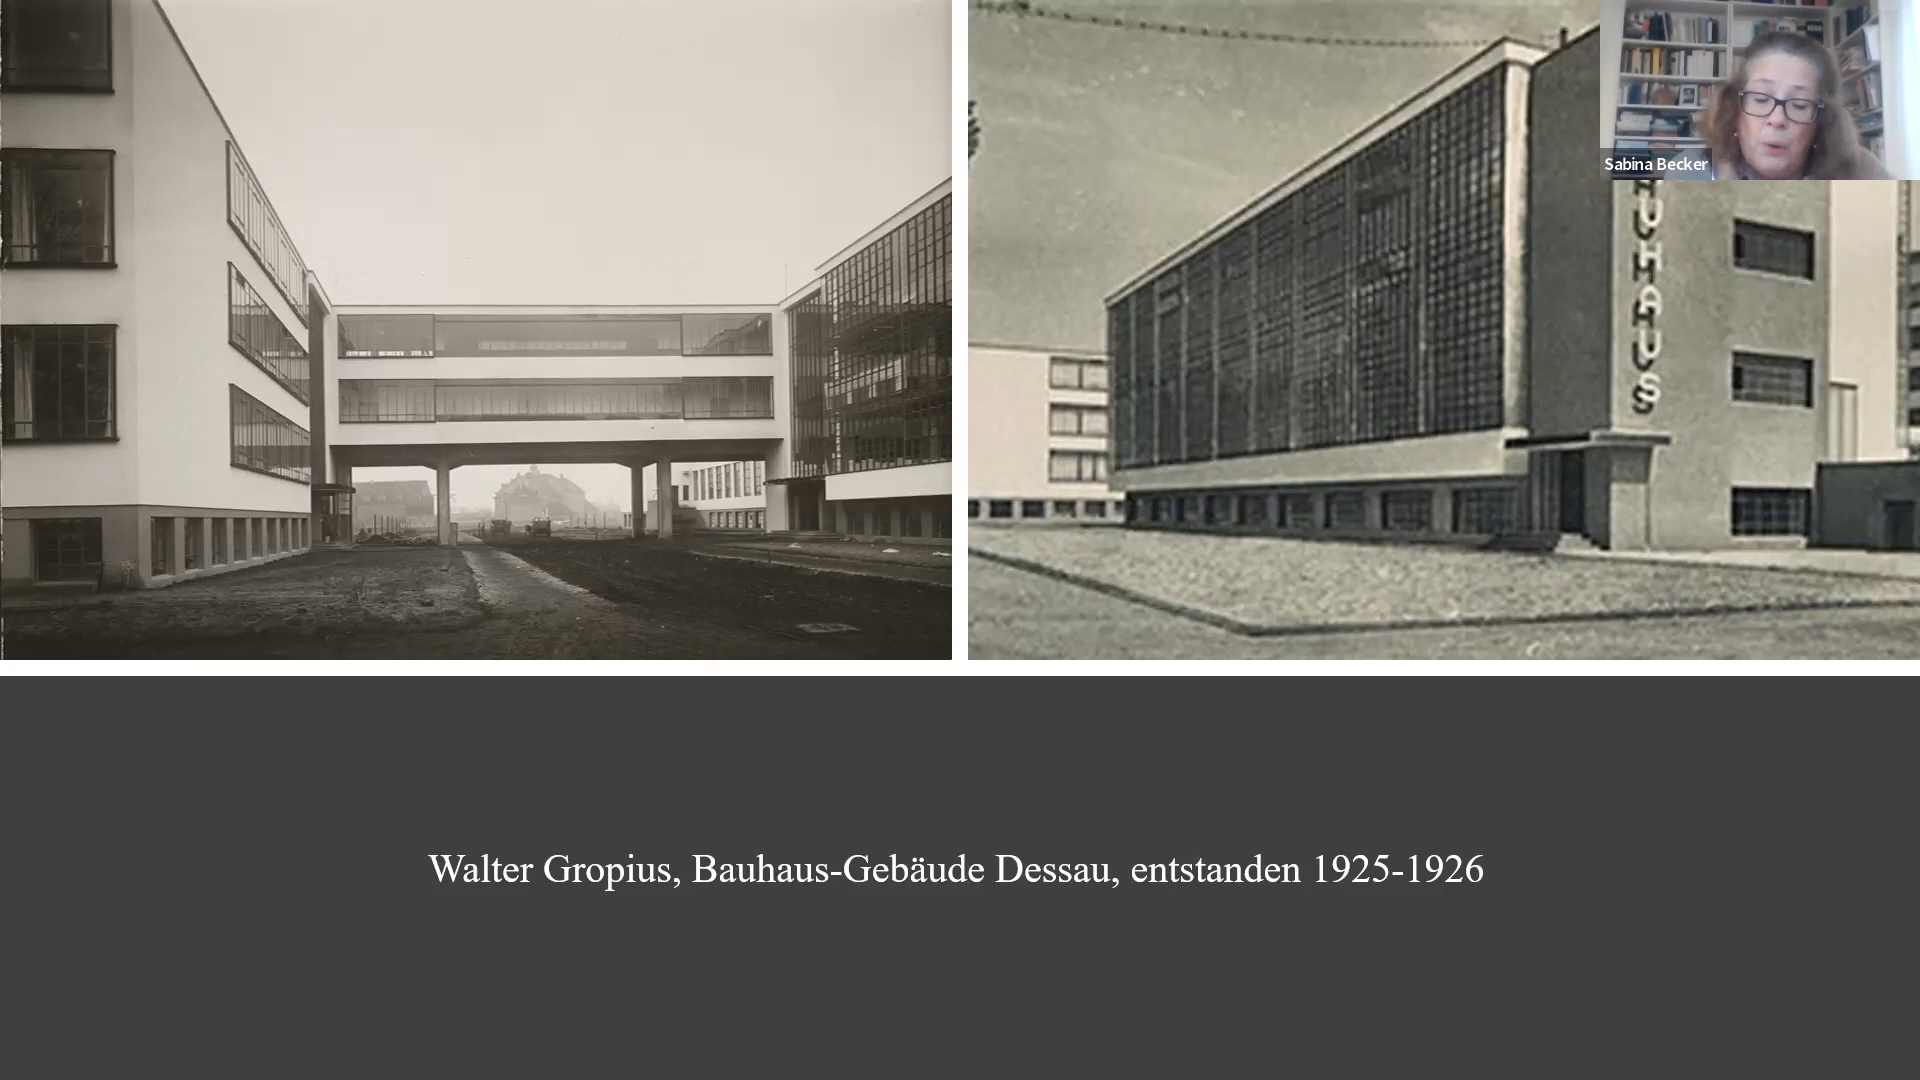 Sabina Becker
UHAUS
Walter Gropius, Bauhaus-Gebäude Dessau, entstanden 1925-1926